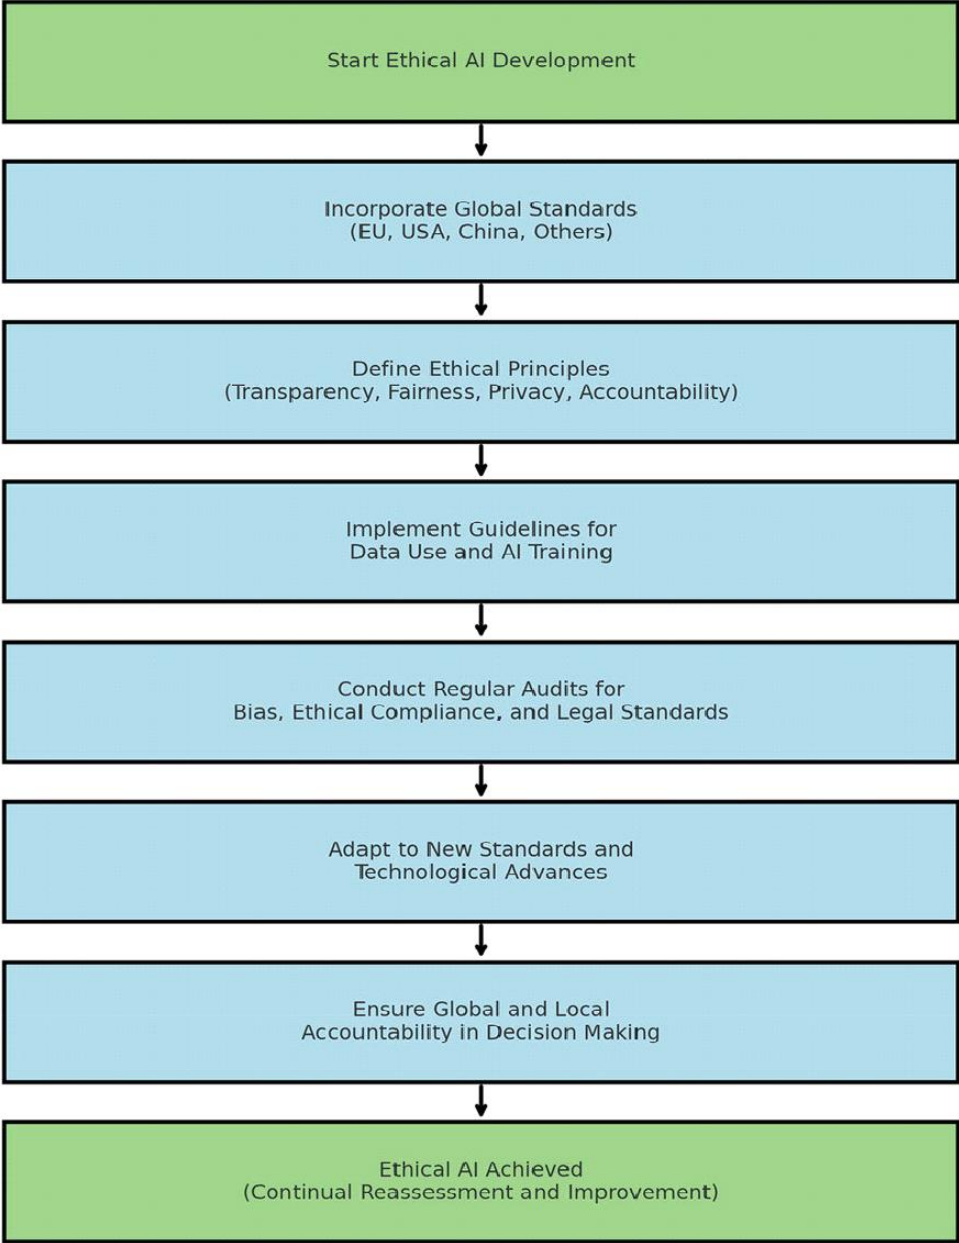 Start Ethical AI Development
Incorporate Global Standards
(EU, USA, China, Others)
Define Ethical Principles
(Transparency, Fairness, Privacy, Accountability)
Implement Guidelines for
Data Use and AI Training
Conduct Regular Audits for
Bias, Ethical Compliance, and Legal Standards
Adapt to New Standards and
Technological Advances
Ensure Global and Local
Accountability in Decision Making
Ethical AI Achieved
(Continual Reassessment and Improvement)